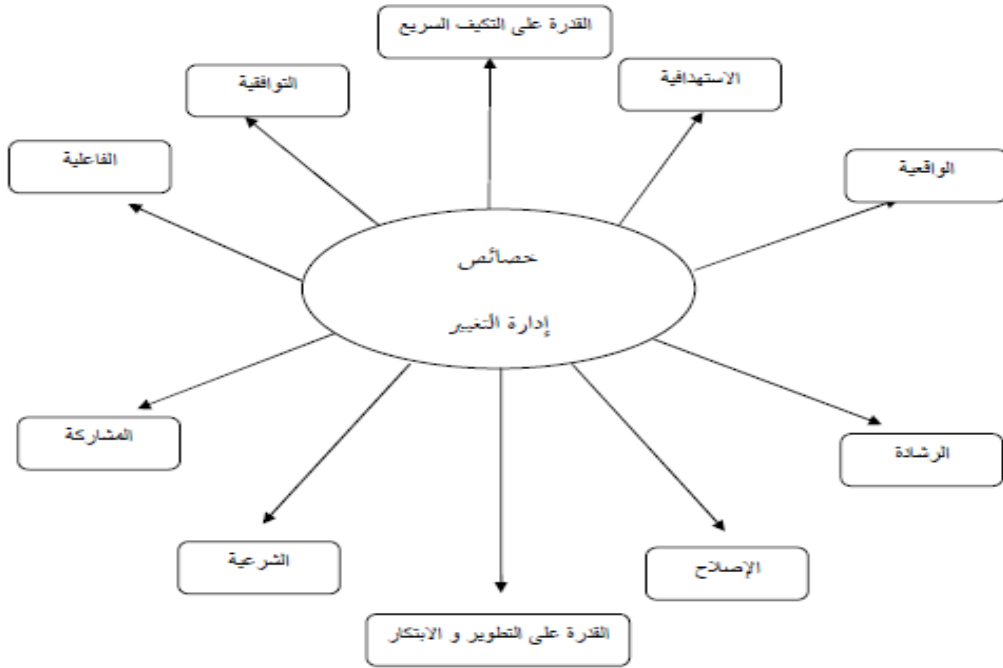 القدرة على التكيف السريع
الاستهدافية
التوافقية
الواقعية
الفاعلية
خصائص
إدارة التغيير
المشاركة
الرشادة
الشرعية
الإصلاح
القدرة على التطوير و الابتكار